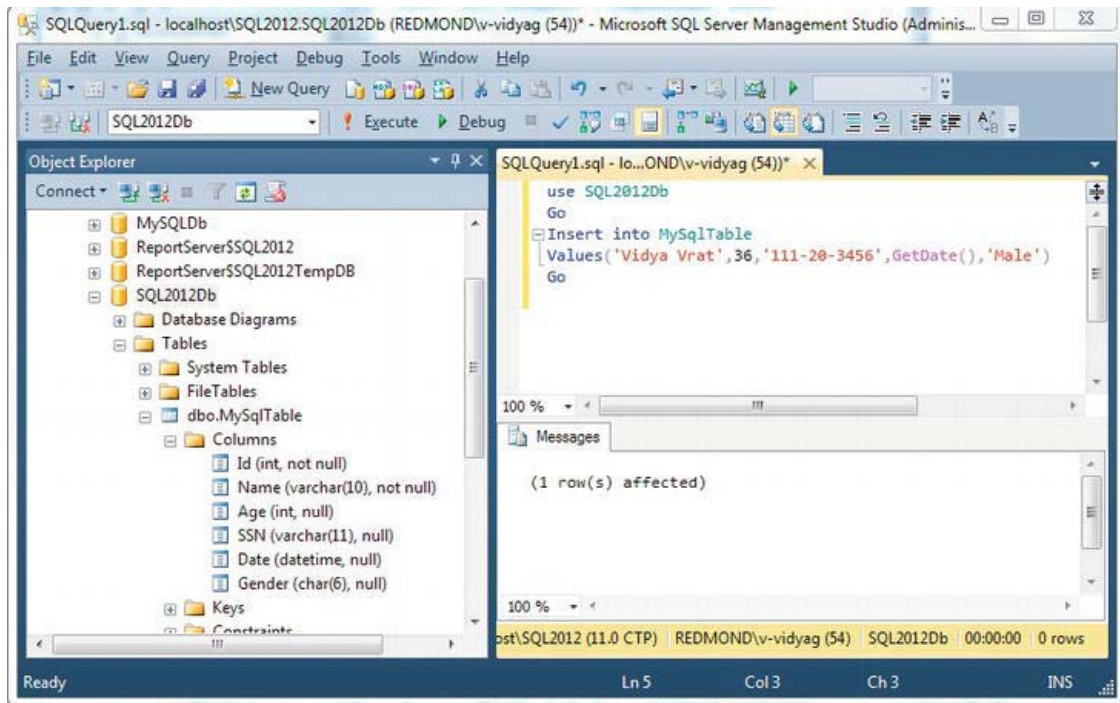 SQLQuery1.sql - localhost\SQL2012.SQL2012Db (REDMOND\v-vidyag (54))* - Microsoft SQL Server Management Studio (Adminis...
File Edit View Query Project Debug Tools Window Help
New Query
SQL2012Db Execute Debug
Object Explorer
Connect
MySQLDb
ReportServer$SQL2012
ReportServer$SQL2012TempDB
SQL2012Db
Database Diagrams
Tables
System Tables
FileTables
dbo.MySqlTable
Columns
Id (int, not null)
Name (varchar(10), not null)
Age (int, null)
SSN (varchar(11), null)
Date (datetime, null)
Gender (char(6), null)
Keys
Constraints
SQLQuery1.sql - lo...OND\v-vidyag (54))*
use SQL2012Db
Go
Insert into MySqlTable
Values('Vidya Vrat',36,'111-20-3456',GetDate(),'Male')
Go
100 %
Messages
(1 row(s) affected)
100 %
ost\SQL2012 (11.0 CTP) REDMOND\v-vidyag (54) SQL2012Db 00:00:00 0 rows
Ready Ln 5 Col 3 Ch 3 INS